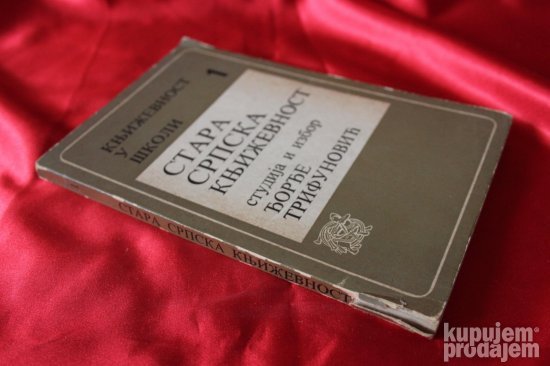 КЊИЖЕВНОСТ
У
ШКОЛИ
1
СТАРА
СРПСКА
КЊИЖЕВНОСТ
студија и избор
ЂОРЂЕ
ТРИФУНОВИЋ
СТАРА СРПСКА КЊИЖЕВНОСТ
kupujem
prodajem